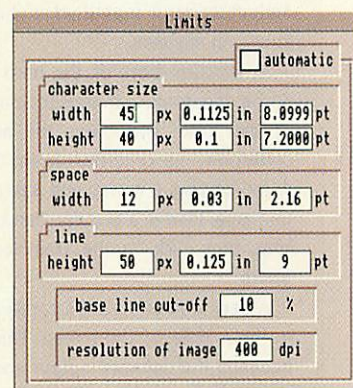 Limits
automatic
character size
width 45 px 0.1125 in 8.0999 pt
height 40 px 0.1 in 7.2000 pt
space
width 12 px 0.03 in 2.16 pt
line
height 50 px 0.125 in 9 pt
base line cut-off 10 %
resolution of image 400 dpi